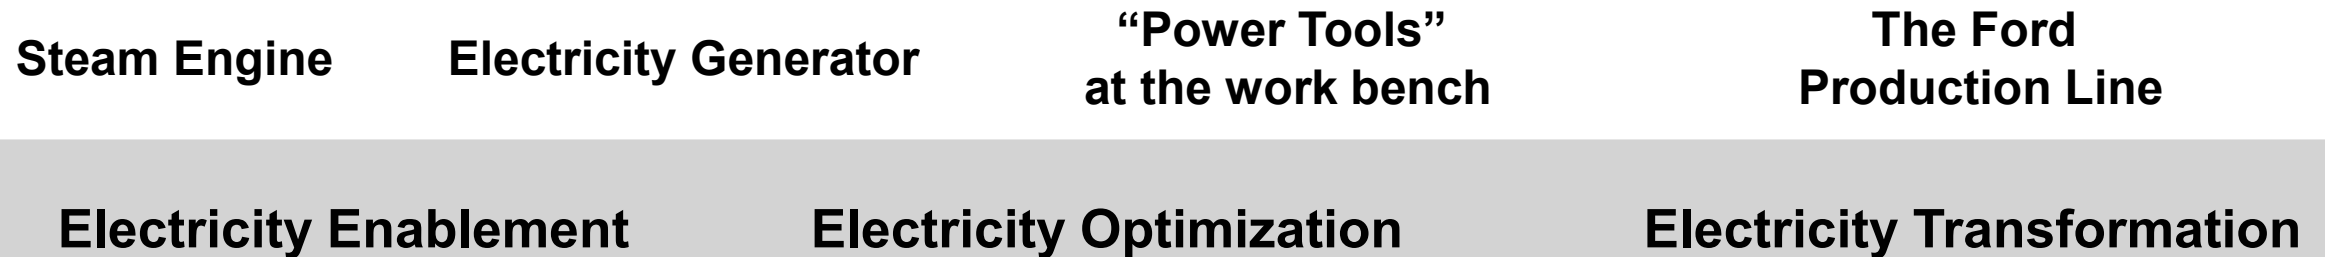 Steam Engine
Electricity Generator
“Power Tools”
at the work bench
The Ford
Production Line
Electricity Enablement
Electricity Optimization
Electricity Transformation